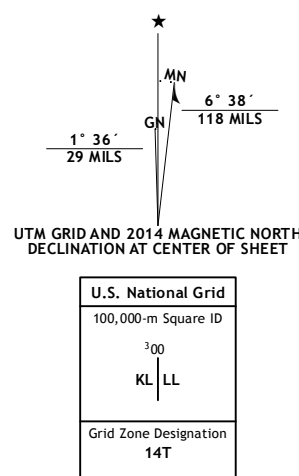 ★
MN
GN
1° 36´
29 MILS
6° 38´
118 MILS
UTM GRID AND 2014 MAGNETIC NORTH
DECLINATION AT CENTER OF SHEET
U.S. National Grid
100,000-m Square ID
³00
KL LL
Grid Zone Designation
14T